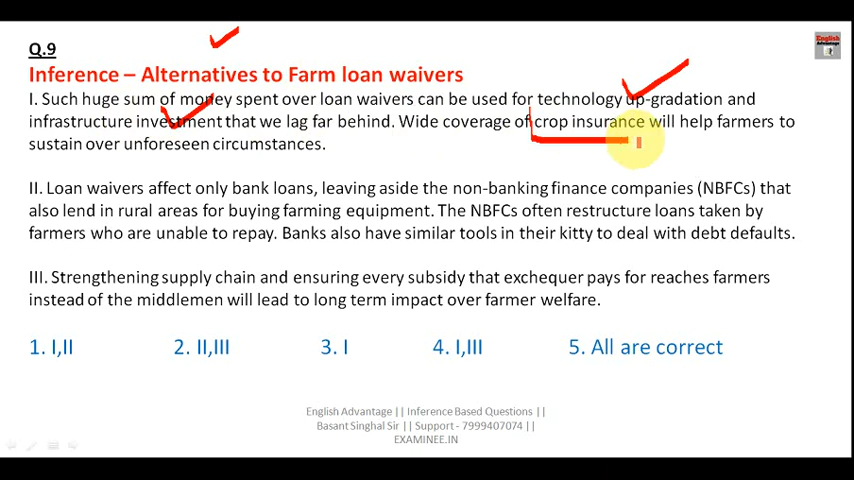 Q.9
English
Advantage
Inference – Alternatives to Farm loan waivers
I. Such huge sum of money spent over loan waivers can be used for technology up-gradation and
infrastructure investment that we lag far behind. Wide coverage of crop insurance will help farmers to
sustain over unforeseen circumstances.
II. Loan waivers affect only bank loans, leaving aside the non-banking finance companies (NBFCs) that
also lend in rural areas for buying farming equipment. The NBFCs often restructure loans taken by
farmers who are unable to repay. Banks also have similar tools in their kitty to deal with debt defaults.
III. Strengthening supply chain and ensuring every subsidy that exchequer pays for reaches farmers
instead of the middlemen will lead to long term impact over farmer welfare.
1. I,II 2. II,III 3. I 4. I,III 5. All are correct
English Advantage || Inference Based Questions ||
Basant Singhal Sir || Support - 7999407074 ||
EXAMINEE.IN